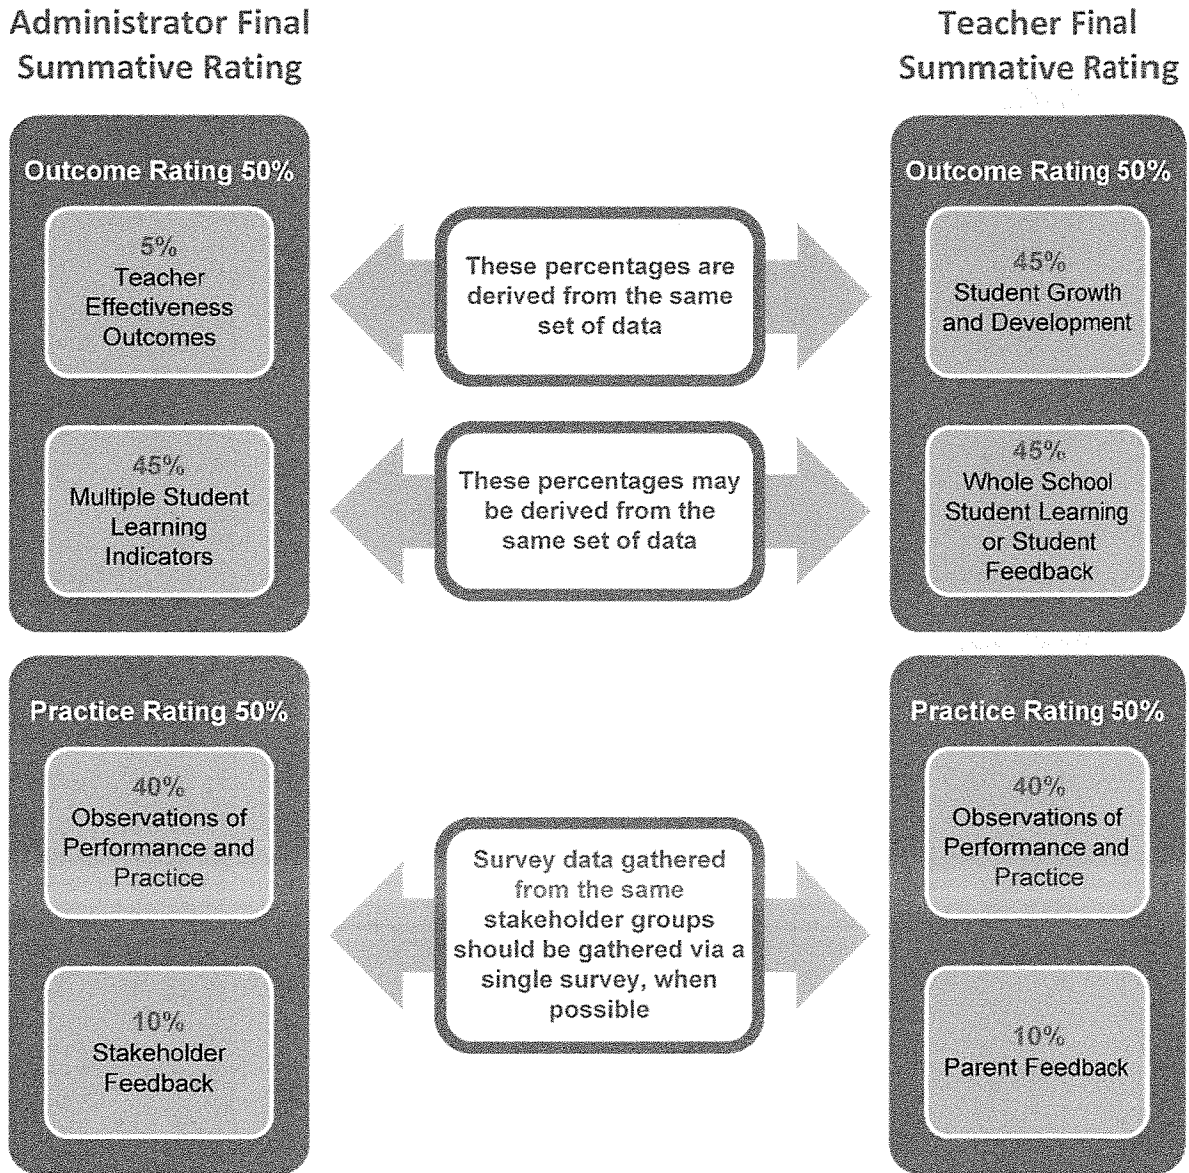 Administrator Final
Summative Rating
Teacher Final
Summative Rating
Outcome Rating 50%
5%
Teacher
Effectiveness
Outcomes
45%
Multiple Student
Learning
Indicators
These percentages are
derived from the same
set of data
These percentages may
be derived from the
same set of data
Outcome Rating 50%
45%
Student Growth
and Development
45%
Whole School
Student Learning
or Student
Feedback
Practice Rating 50%
40%
Observations of
Performance and
Practice
10%
Stakeholder
Feedback
Survey data gathered
from the same
stakeholder groups
should be gathered via a
single survey, when
possible
Practice Rating 50%
40%
Observations of
Performance and
Practice
10%
Parent Feedback